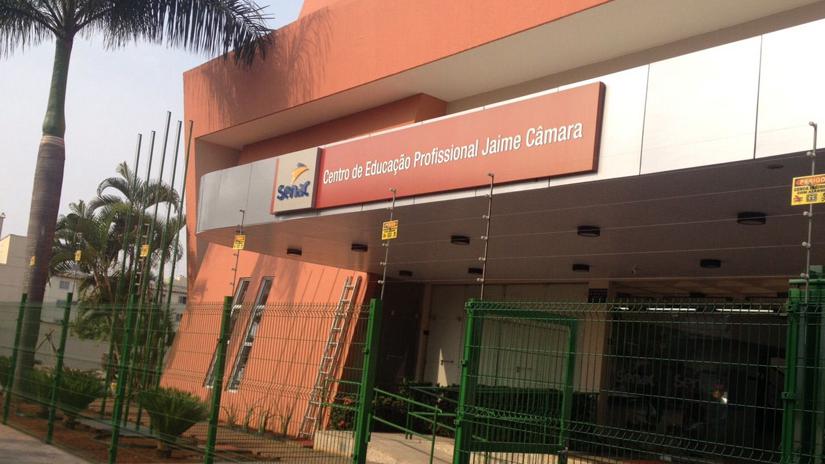 Senac
Centro de Educação Profissional Jaime Câmara
PERIGO